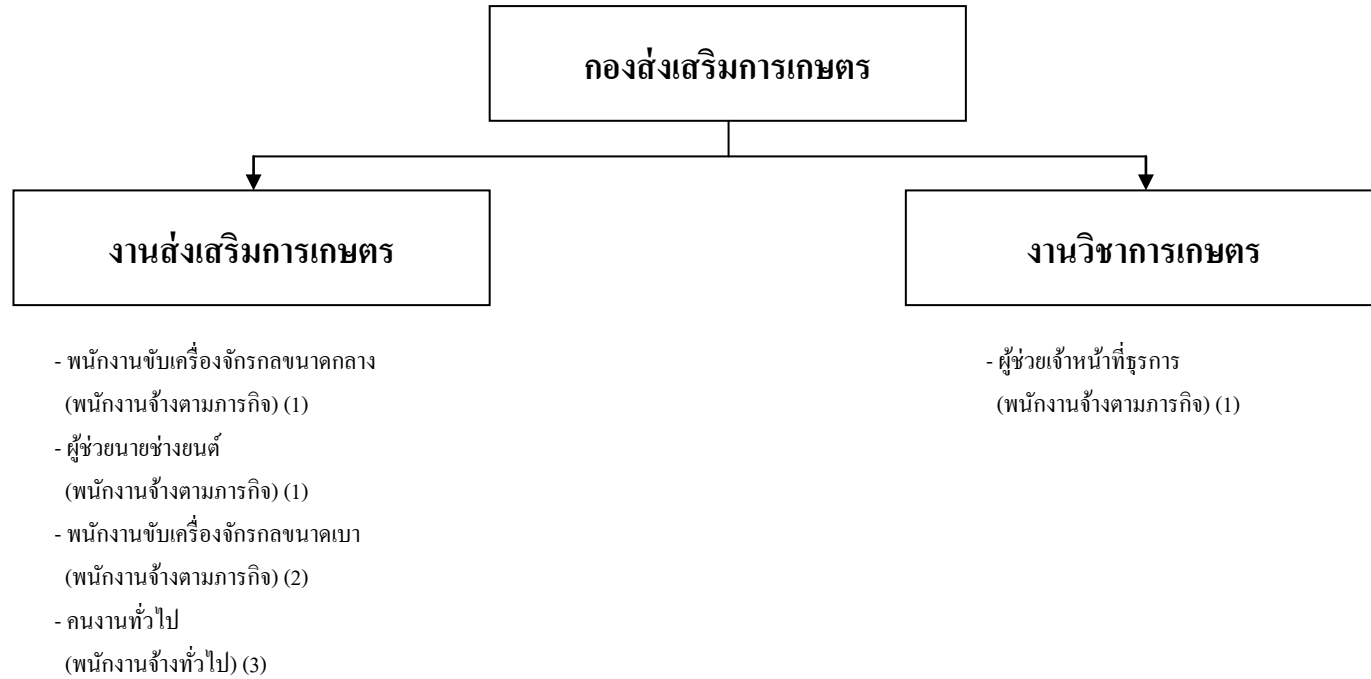 กองส่งเสริมการเกษตร
งานส่งเสริมการเกษตร
งานวิชาการเกษตร
- พนักงานขับเครื่องจักรกลขนาดกลาง
(พนักงานจ้างตามภารกิจ) (1)
- ผู้ช่วยนายช่างยนต์
(พนักงานจ้างตามภารกิจ) (1)
- พนักงานขับเครื่องจักรกลขนาดเบา
(พนักงานจ้างตามภารกิจ) (2)
- คนงานทั่วไป
(พนักงานจ้างทั่วไป) (3)
- ผู้ช่วยเจ้าหน้าที่ธุรการ
(พนักงานจ้างตามภารกิจ) (1)